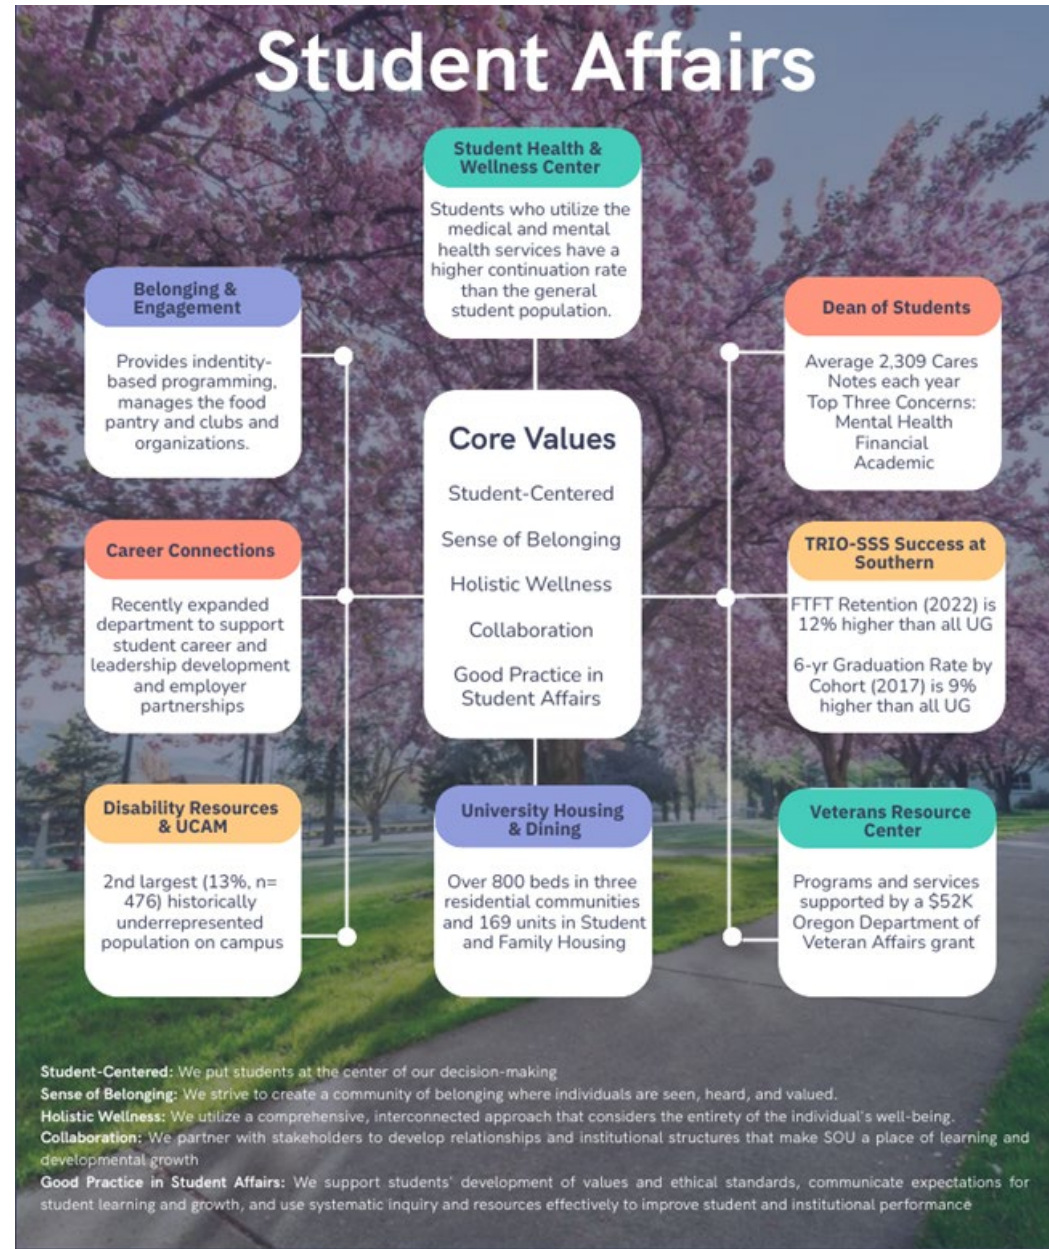 Student Affairs
Student Health &
Wellness Center
Students who utilize the
medical and mental
health services have a
higher continuation rate
than the general
student population.
Belonging &
Engagement
Provides indentity-
based programming,
manages the food
pantry and clubs and
organizations.
Dean of Students
Average 2,309 Cares
Notes each year
Top Three Concerns:
Mental Health
Financial
Academic
Core Values
Student-Centered
Sense of Belonging
Holistic Wellness
Collaboration
Good Practice in
Student Affairs
Career Connections
Recently expanded
department to support
student career and
leadership development
and employer
partnerships
TRIO-SSS Success at
Southern
FTFT Retention (2022) is
12% higher than all UG
6-yr Graduation Rate by
Cohort (2017) is 9%
higher than all UG
Disability Resources
& UCAM
2nd largest (13%, n=
476) historically
underrepresented
population on campus
University Housing
& Dining
Over 800 beds in three
residential communities
and 169 units in Student
and Family Housing
Veterans Resource
Center
Programs and services
supported by a $52K
Oregon Department of
Veteran Affairs grant
Student-Centered: We put students at the center of our decision-making
Sense of Belonging: We strive to create a community of belonging where individuals are seen, heard, and valued.
Holistic Wellness: We utilize a comprehensive, interconnected approach that considers the entirety of the individual's well-being.
Collaboration: We partner with stakeholders to develop relationships and institutional structures that make SOU a place of learning and
developmental growth
Good Practice in Student Affairs: We support students' development of values and ethical standards, communicate expectations for
student learning and growth, and use systematic inquiry and resources effectively to improve student and institutional performance